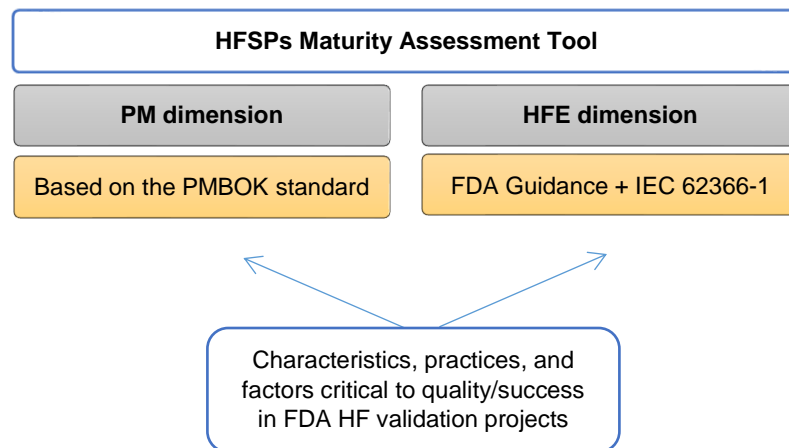 HFSPs Maturity Assessment Tool
PM dimension
HFE dimension
Based on the PMBOK standard
FDA Guidance + IEC 62366-1
Characteristics, practices, and
factors critical to quality/success
in FDA HF validation projects